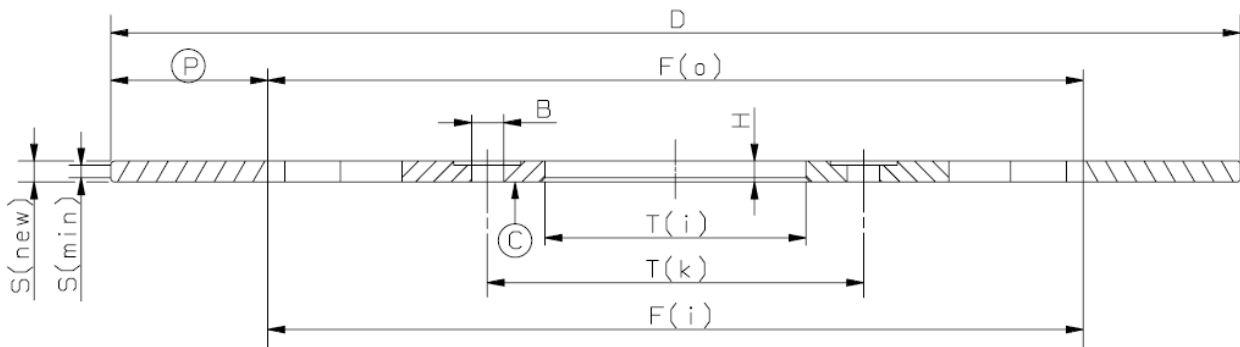 D
P
F(o)
B
H
S(new)
S(min)
C
T(i)
T(k)
F(i)